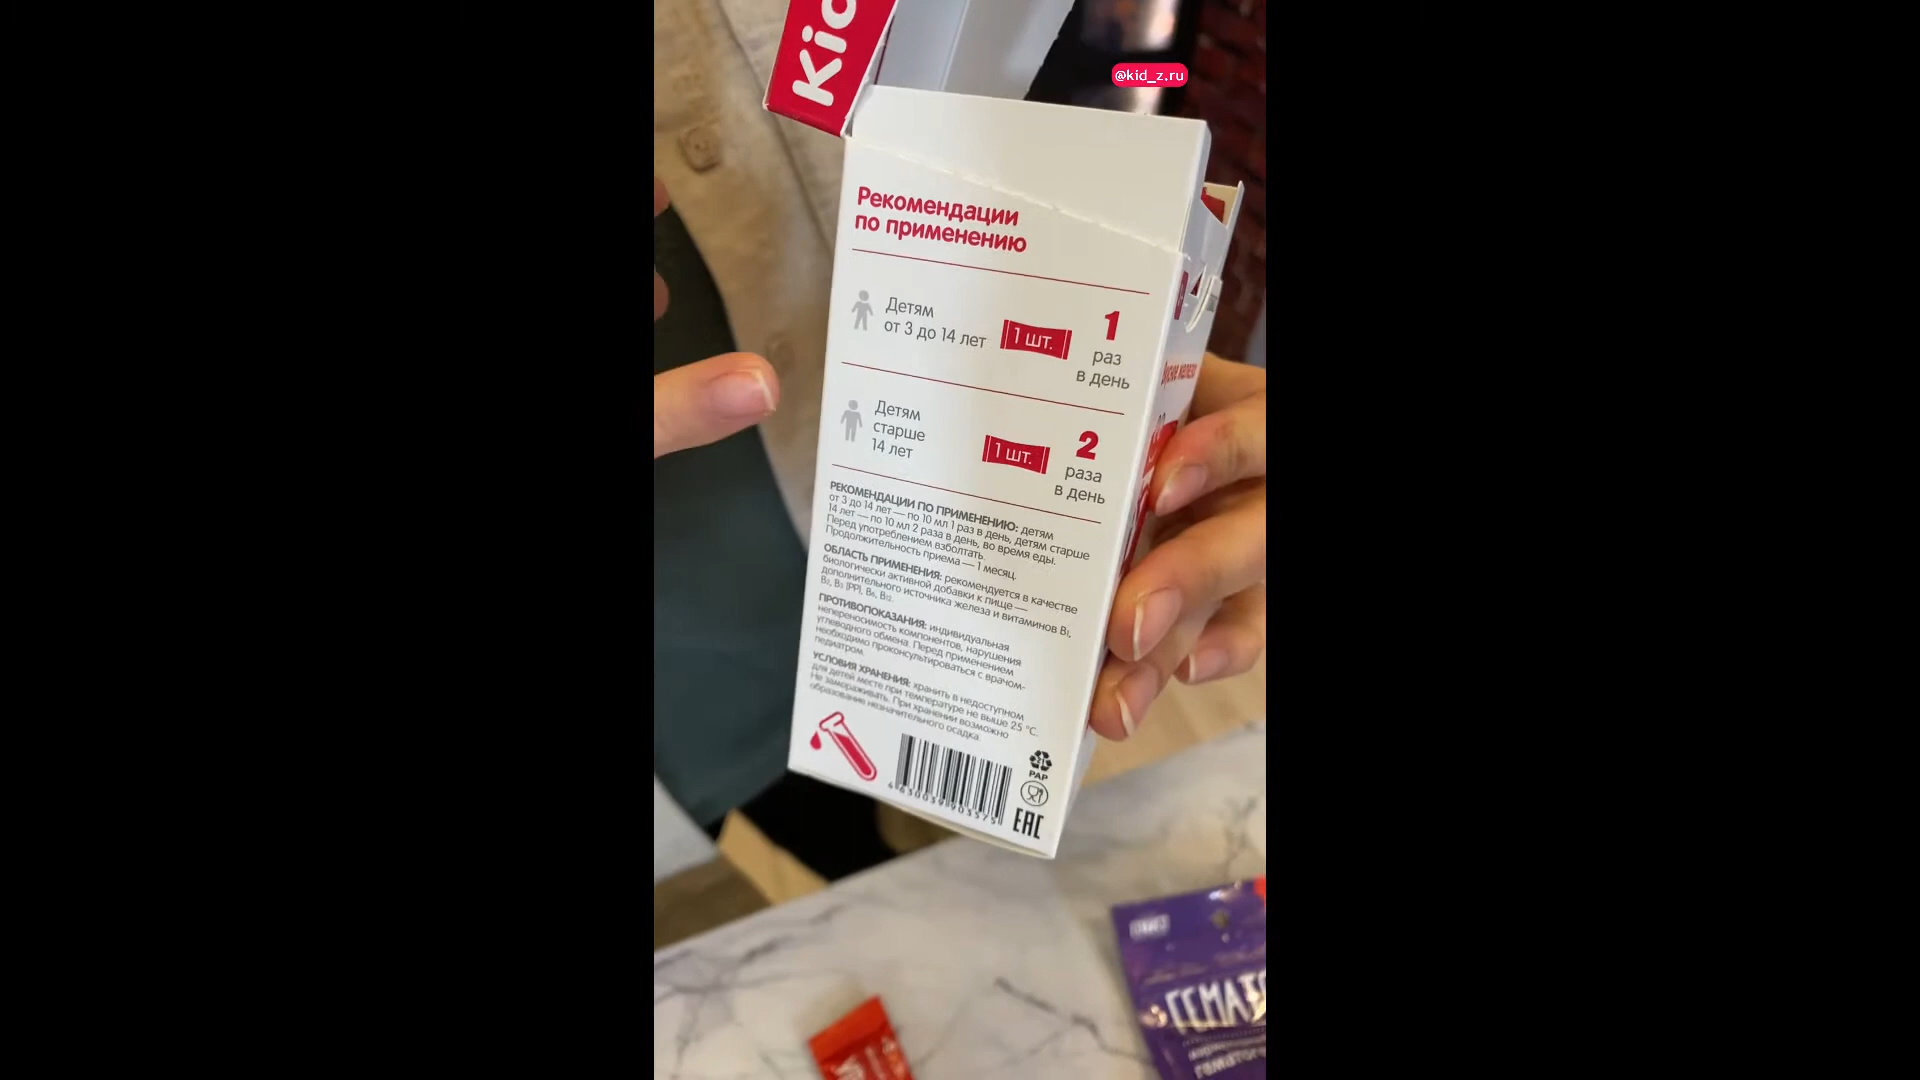 Kid
@kid_z.ru
Рекомендации
по применению
Детям
от 3 до 14 лет
1 шт.
1
раз
в день
Детям
старше
14 лет
1 шт.
2
раза
в день
РЕКОМЕНДАЦИИ ПО ПРИМЕНЕНИЮ: детям
от 3 до 14 лет — по 10 мл 1 раз в день, детям старше
14 лет — по 10 мл 2 раза в день, во время еды.
Перед употреблением взболтать.
Продолжительность приема — 1 месяц.
ОБЛАСТЬ ПРИМЕНЕНИЯ: рекомендуется в качестве
биологически активной добавки к пище —
дополнительного источника железа и витаминов B₁,
B₂, B₃ (PP), B₆, B₁₂.
ПРОТИВОПОКАЗАНИЯ: индивидуальная
непереносимость компонентов, нарушения
углеводного обмена. Перед применением
необходимо проконсультироваться с врачом-
педиатром.
УСЛОВИЯ ХРАНЕНИЯ: хранить в недоступном
для детей месте при температуре не выше 25 °C.
Не замораживать. При хранении возможно
образование незначительного осадка.
4630039903575
21
PAP
EAC
железо
ГЕМАТО
гематоге